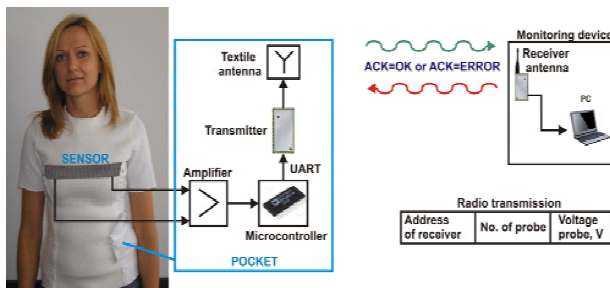 Textile
antenna
Transmitter
SENSOR
Amplifier
UART
Microcontroller
POCKET
ACK=OK or ACK=ERROR
Monitoring device
Receiver
antenna
PC
Radio transmission
Address
of receiver
No. of probe
Voltage
probe, V